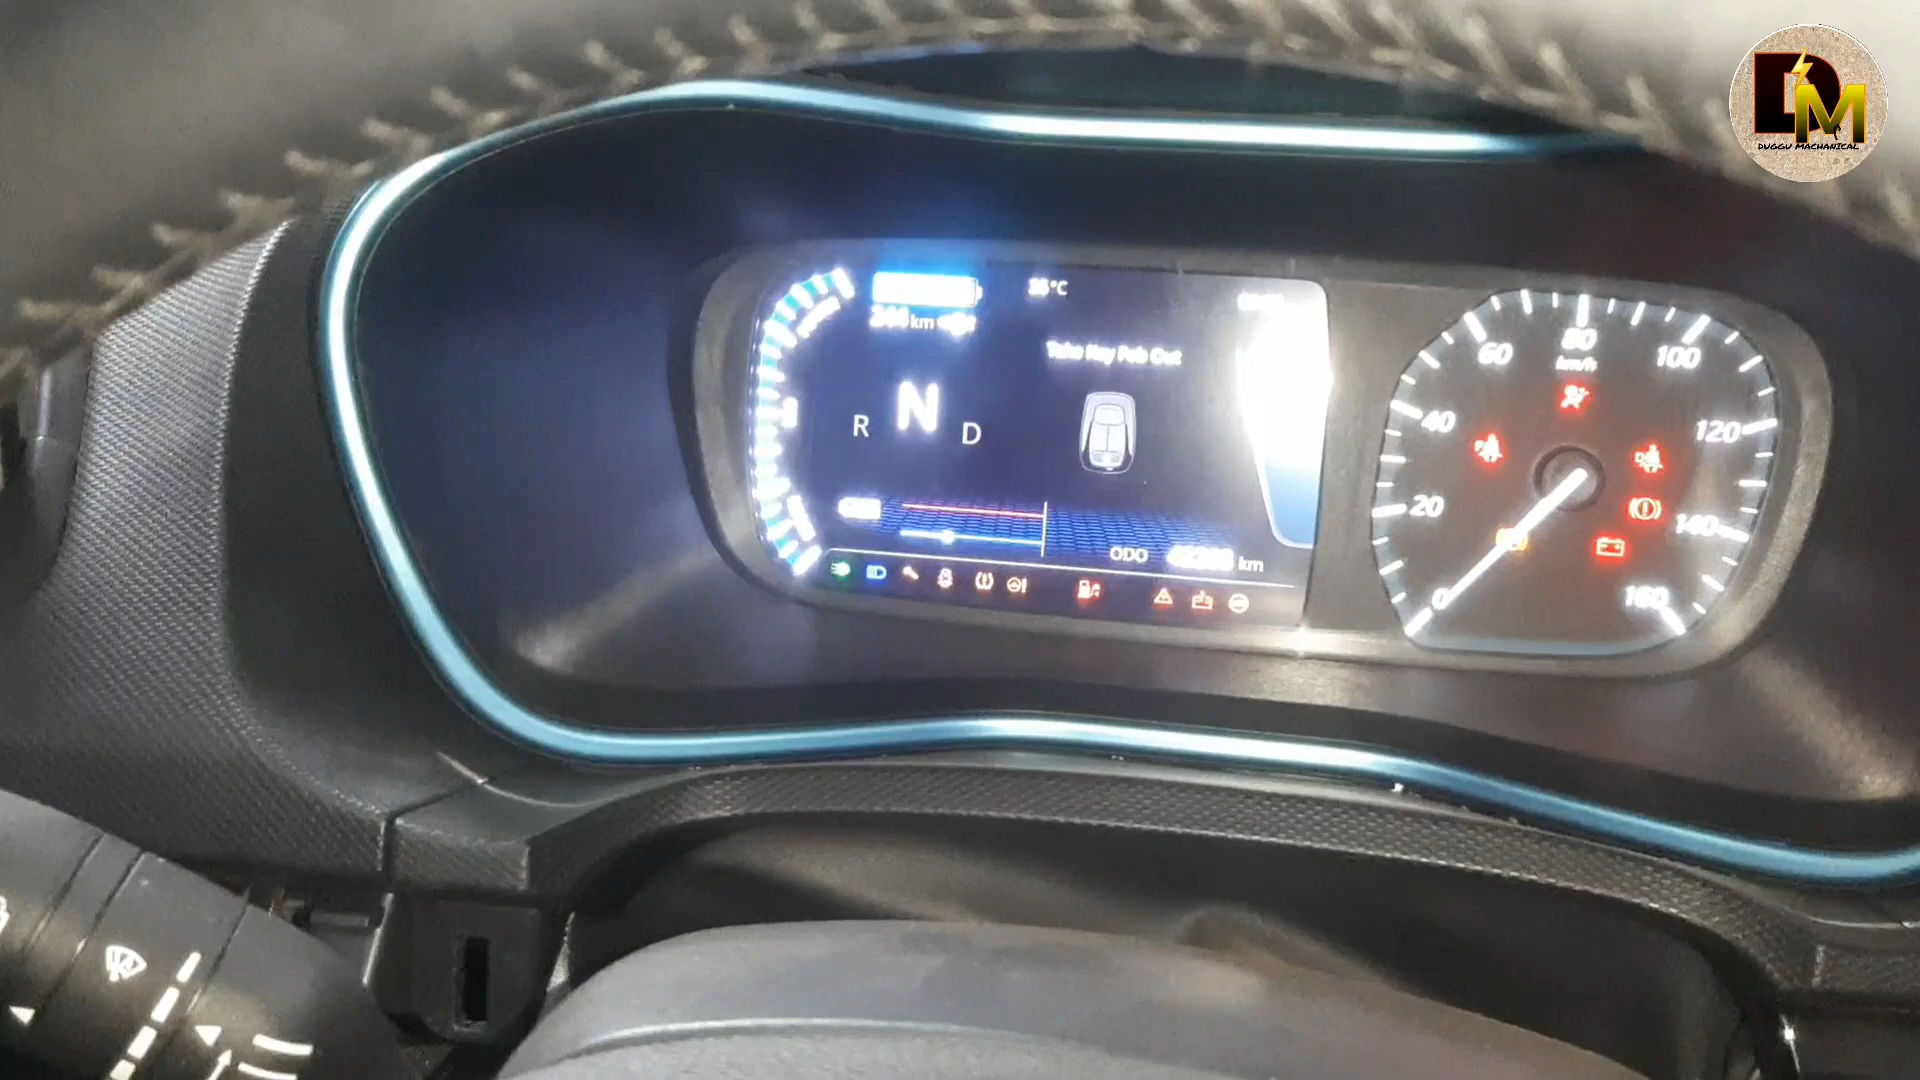 DM
DUGGU MACHANICAL
°C
km
Take Key Fob Out
R N D
ODO km
0
20
40
60
80
100
120
140
160
km/h